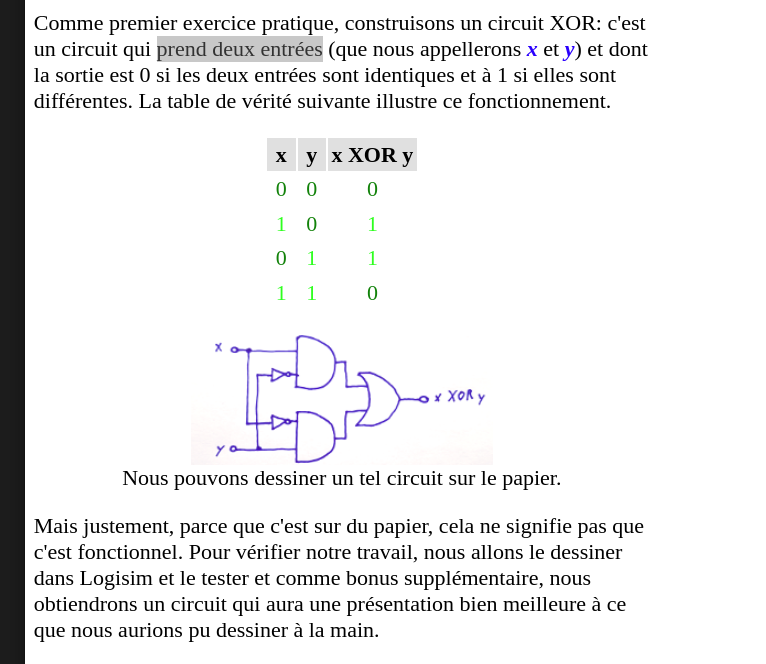 Comme premier exercice pratique, construisons un circuit XOR: c'est
un circuit qui prend deux entrées (que nous appellerons x et y) et dont
la sortie est 0 si les deux entrées sont identiques et à 1 si elles sont
différentes. La table de vérité suivante illustre ce fonctionnement.
x y x XOR y
0 0 0
1 0 1
0 1 1
1 1 0
x
x XOR y
y
Nous pouvons dessiner un tel circuit sur le papier.
Mais justement, parce que c'est sur du papier, cela ne signifie pas que
c'est fonctionnel. Pour vérifier notre travail, nous allons le dessiner
dans Logisim et le tester et comme bonus supplémentaire, nous
obtiendrons un circuit qui aura une présentation bien meilleure à ce
que nous aurions pu dessiner à la main.